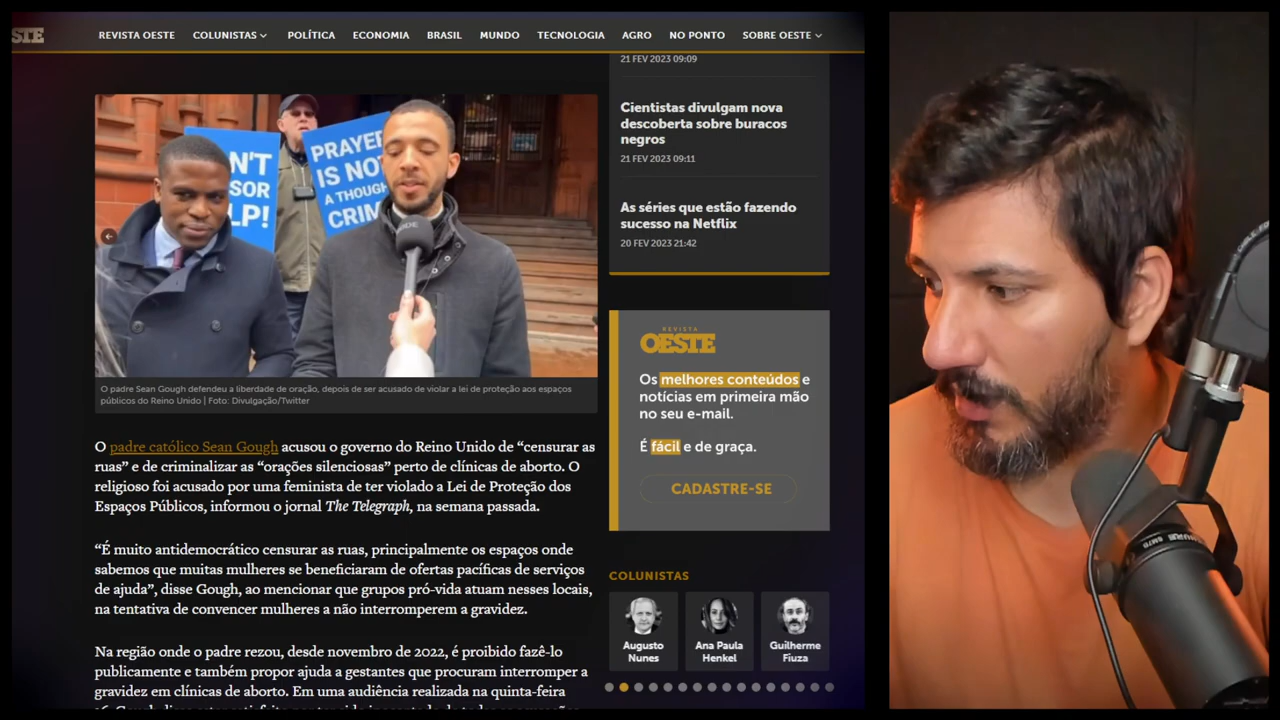 STE
REVISTA OESTE
COLUNISTAS
POLÍTICA
ECONOMIA
BRASIL
MUNDO
TECNOLOGIA
AGRO
NO PONTO
SOBRE OESTE
N'T
SOR
LP!
PRAYER
IS NO
A THOUGH
CRIM
O padre Sean Gough defendeu a liberdade de oração, depois de ser acusado de violar a lei de proteção aos espaços
públicos do Reino Unido | Foto: Divulgação/Twitter
O padre católico Sean Gough acusou o governo do Reino Unido de “censurar as
ruas” e de criminalizar as “orações silenciosas” perto de clínicas de aborto. O
religioso foi acusado por uma feminista de ter violado a Lei de Proteção dos
Espaços Públicos, informou o jornal The Telegraph, na semana passada.
“É muito antidemocrático censurar as ruas, principalmente os espaços onde
sabemos que muitas mulheres se beneficiaram de ofertas pacíficas de serviços
de ajuda”, disse Gough, ao mencionar que grupos pró-vida atuam nesses locais,
na tentativa de convencer mulheres a não interromperem a gravidez.
Na região onde o padre rezou, desde novembro de 2022, é proibido fazê-lo
publicamente e também propor ajuda a gestantes que procuram interromper a
gravidez em clínicas de aborto. Em uma audiência realizada na quinta-feira
21 FEV 2023 09:09
Cientistas divulgam nova
descoberta sobre buracos
negros
21 FEV 2023 09:11
As séries que estão fazendo
sucesso na Netflix
20 FEV 2023 21:42
REVISTA
OESTE
Os melhores conteúdos e
notícias em primeira mão
no seu e-mail.
É fácil e de graça.
CADASTRE-SE
COLUNISTAS
Augusto
Nunes
Ana Paula
Henkel
Guilherme
Fiuza